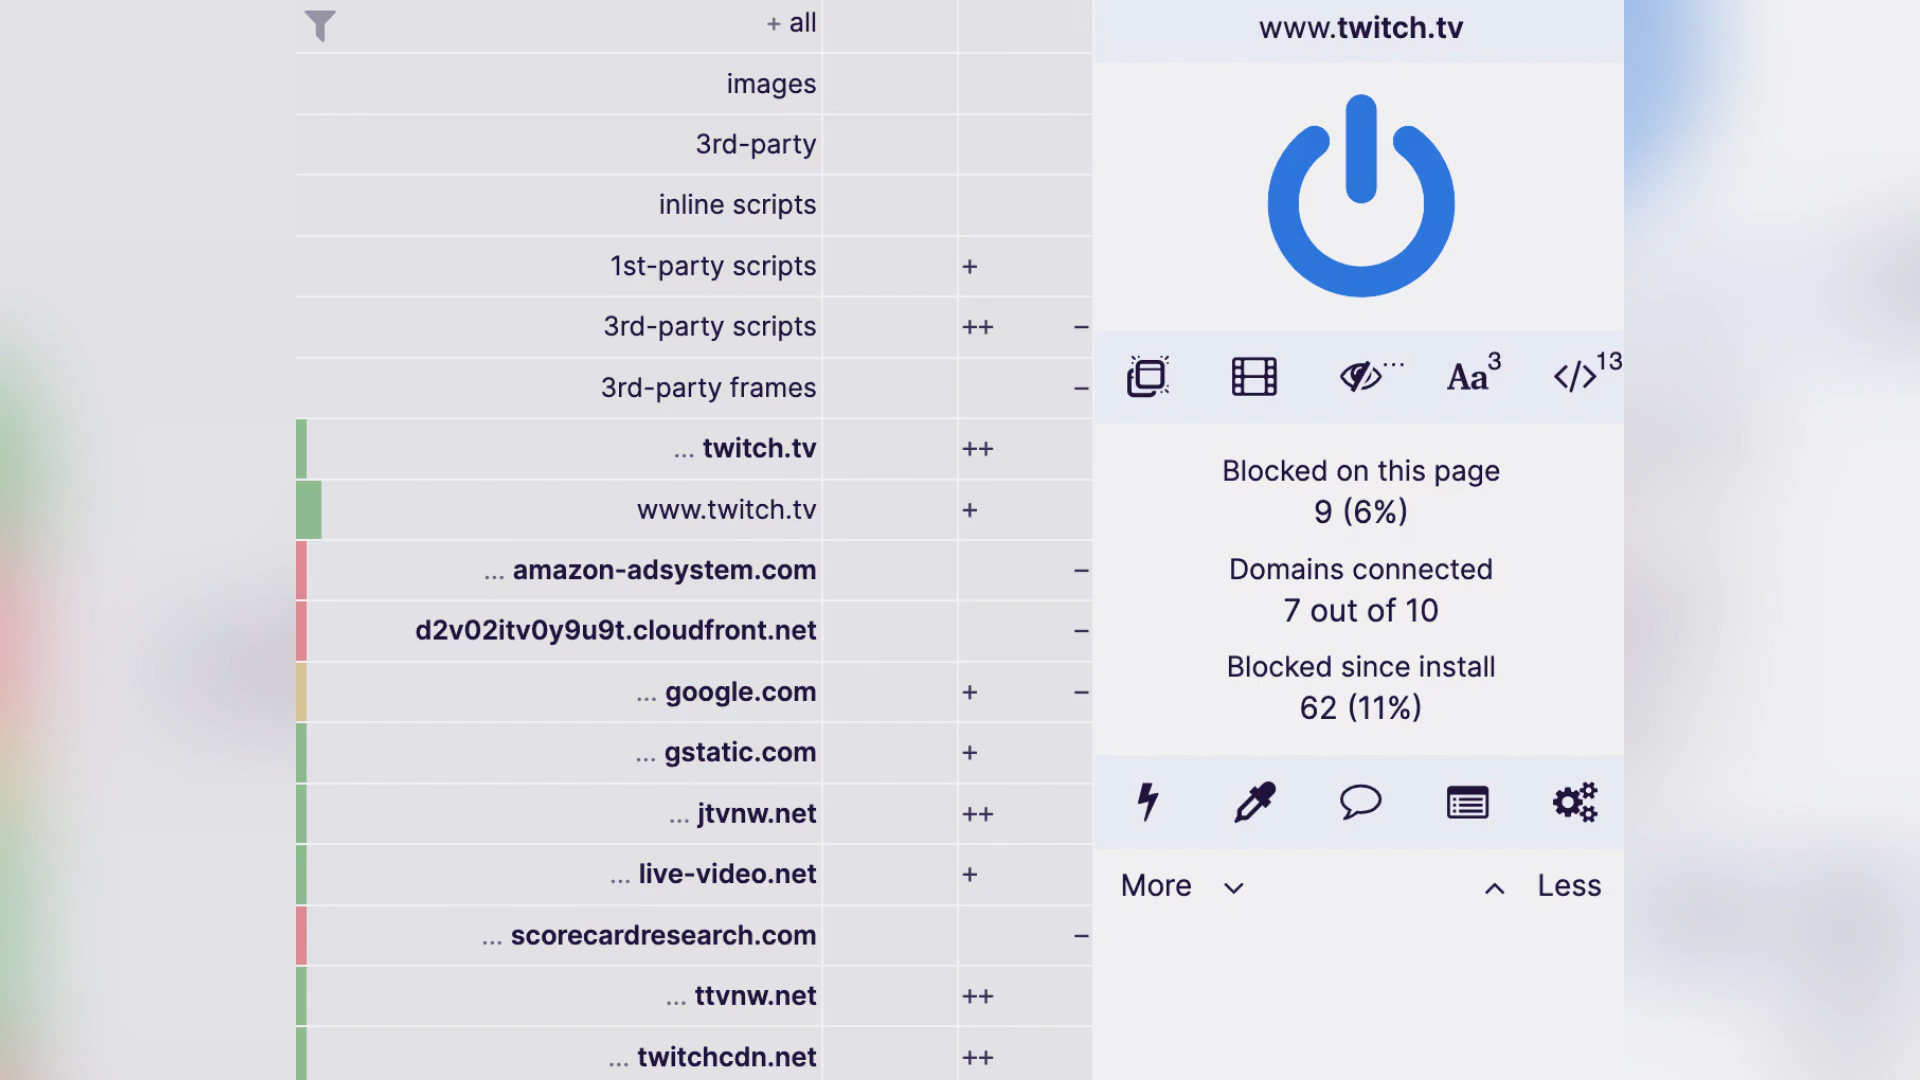 + all
images
3rd-party
inline scripts
1st-party scripts +
3rd-party scripts ++ −
3rd-party frames −
... twitch.tv ++
www.twitch.tv +
... amazon-adsystem.com −
d2v02itv0y9u9t.cloudfront.net −
... google.com + −
... gstatic.com +
... jtvnw.net ++
... live-video.net +
... scorecardresearch.com −
... ttvnw.net ++
... twitchcdn.net ++
www.twitch.tv
... Aa 3 </> 13
Blocked on this page
9 (6%)
Domains connected
7 out of 10
Blocked since install
62 (11%)
More Less